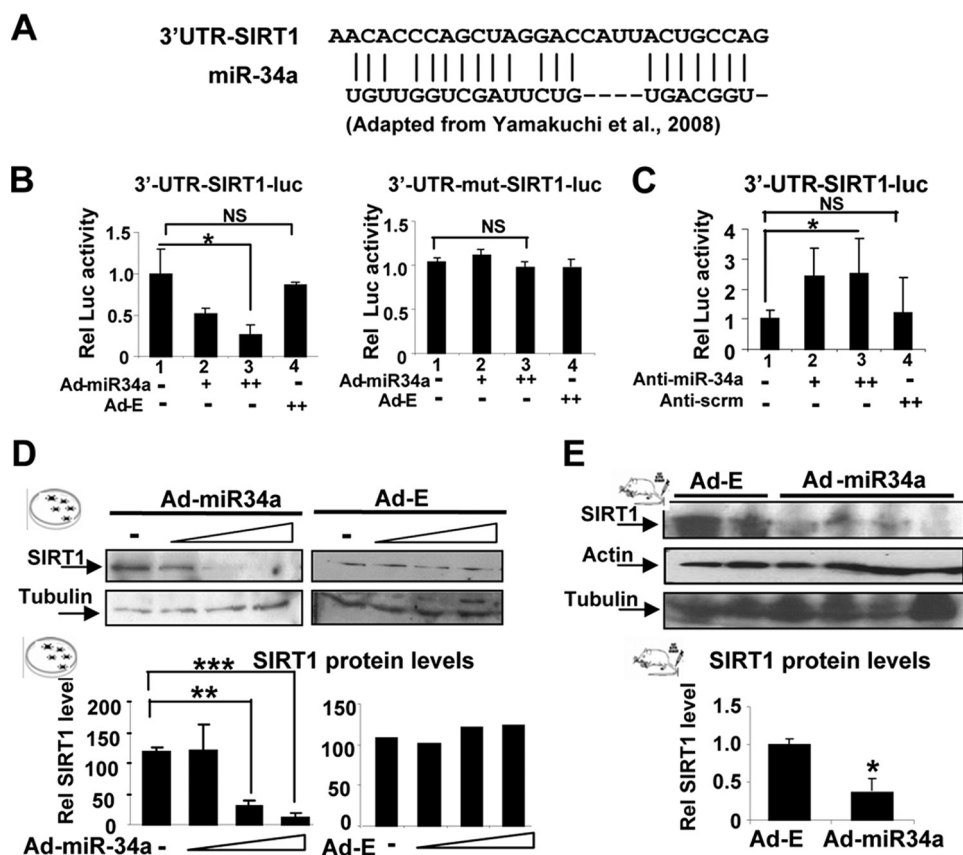 A
3'UTR-SIRT1 AACACCCAGCUAGGACCAUUACUGCCAG
miR-34a UGUUGGUCGAUUCUG----UGACGGU-
(Adapted from Yamakuchi et al., 2008)
B
3'-UTR-SIRT1-luc
Rel Luc activity
NS
*
1.0
0.5
0
1 2 3 4
Ad-miR34a - + ++ -
Ad-E - - - ++
3'-UTR-mut-SIRT1-luc
Rel Luc activity
NS
1.5
1.0
0.5
0
1 2 3 4
Ad-miR34a - + ++ -
Ad-E - - - ++
C
3'-UTR-SIRT1-luc
Rel Luc activity
NS
*
4
3
2
1
0
1 2 3 4
Anti-miR-34a - + ++ -
Anti-scrm - - - ++
D
Ad-miR34a Ad-E
- -
SIRT1
Tubulin
SIRT1 protein levels
Rel SIRT1 level
***
**
200
150
100
50
0
Ad-miR-34a -
150
100
50
0
Ad-E -
E
Ad-E Ad-miR34a
SIRT1
Actin
Tubulin
SIRT1 protein levels
Rel SIRT1 level
*
1.5
1.0
0.5
0
Ad-E Ad-miR34a